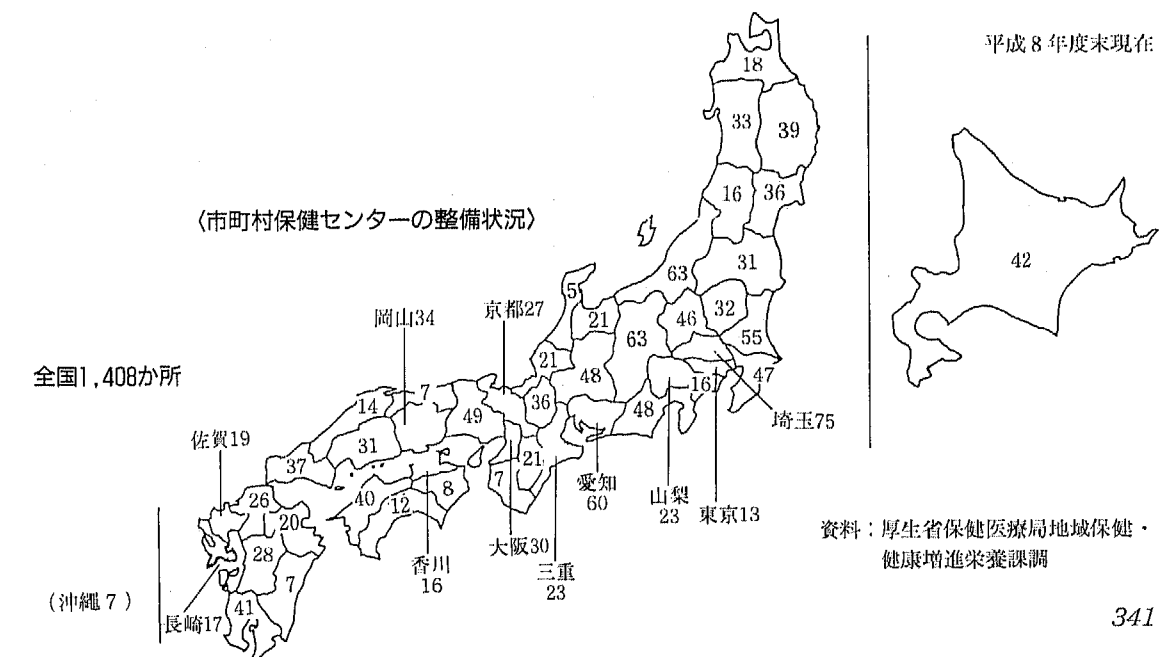 平成8年度末現在
18
33
39
16
36
〈市町村保健センターの整備状況〉
63
31
42
5
21
46
32
岡山34
京都27
63
55
21
48
全国1,408か所
7
36
16
47
14
49
48
埼玉75
佐賀19
31
37
21
愛知
60
山梨
23
東京13
26
40
12
8
7
20
資料：厚生省保健医療局地域保健・
健康増進栄養課調
28
大阪30
香川
16
三重
23
7
(沖縄7)
41
長崎17
341